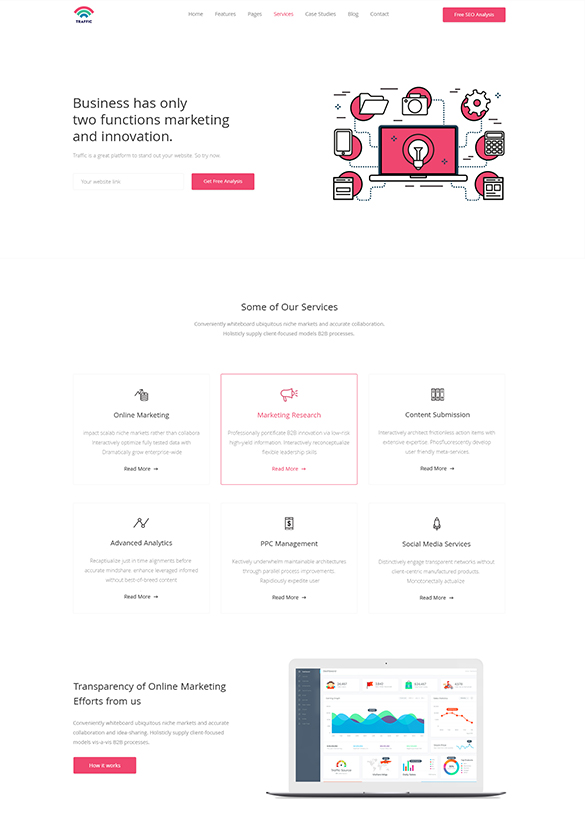 TRAFFIC
Home Features Pages Services Case Studies Blog Contact
Free SEO Analysis
Business has only
two functions marketing
and innovation.
Traffic is a great platform to stand out your website. So try now.
Your website link
Get Free Analysis
Some of Our Services
Conveniently whiteboard ubiquitous niche markets and accurate collaboration.
Holisticly supply client-focused models B2B processes.
Online Marketing
Impact scalab niche markets rather than collabora
Interactively optimize fully tested data with
Dramatically grow enterprise-wide
Read More →
Marketing Research
Professionally pontificate B2B innovation via low-risk
high-yield information. Interactively reconceptualize
flexible leadership skills
Read More →
Content Submission
Interactively architect frictionless action items with
extensive expertise. Phosfluorescently develop
user friendly meta-services.
Read More →
Advanced Analytics
Recaptiualize just in time alignments before
accurate mindshare. enhance leveraged informed
without best-of-breed content
Read More →
PPC Management
Rectively underwhelm maintainable architectures
through parallel process improvements.
Rapidiously expedite user
Read More →
Social Media Services
Distinctively engage transparent networks without
client-centric manufactured products.
Monotonectally actualize
Read More →
Transparency of Online Marketing
Efforts from us
Conveniently whiteboard ubiquitous niche markets and accurate
collaboration and idea-sharing. Holisticly supply client-focused
models vis-a-vis B2B processes.
How it works
Traffic Source